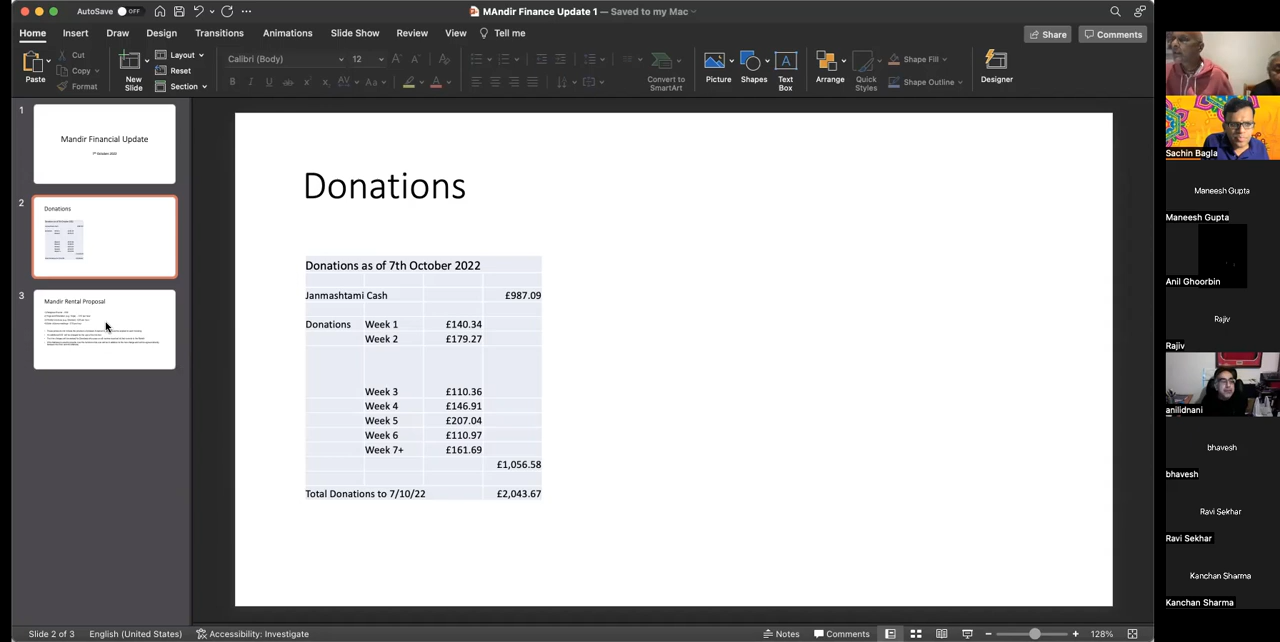 AutoSave OFF
MAndir Finance Update 1 — Saved to my Mac
Home Insert Draw Design Transitions Animations Slide Show Review View Tell me
Share Comments
Paste
Cut
Copy
Format
New Slide
Layout
Reset
Section
Calibri (Body) 12
Convert to SmartArt
Picture
Shapes
Text Box
Arrange
Quick Styles
Shape Fill
Shape Outline
Designer
1
Mandir Financial Update
7th October 2022
2
Donations
3
Mandir Rental Proposal
Donations
Donations as of 7th October 2022
Janmashtami Cash £987.09
Donations Week 1 £140.34
Week 2 £179.27
Week 3 £110.36
Week 4 £146.91
Week 5 £207.04
Week 6 £110.97
Week 7+ £161.69
£1,056.58
Total Donations to 7/10/22 £2,043.67
Sachin Bagla
Maneesh Gupta
Maneesh Gupta
Anil Ghoorbin
Rajiv
Rajiv
anilidnani
bhavesh
bhavesh
Ravi Sekhar
Ravi Sekhar
Kanchan Sharma
Kanchan Sharma
Slide 2 of 3 English (United States) Accessibility: Investigate Notes Comments 128%